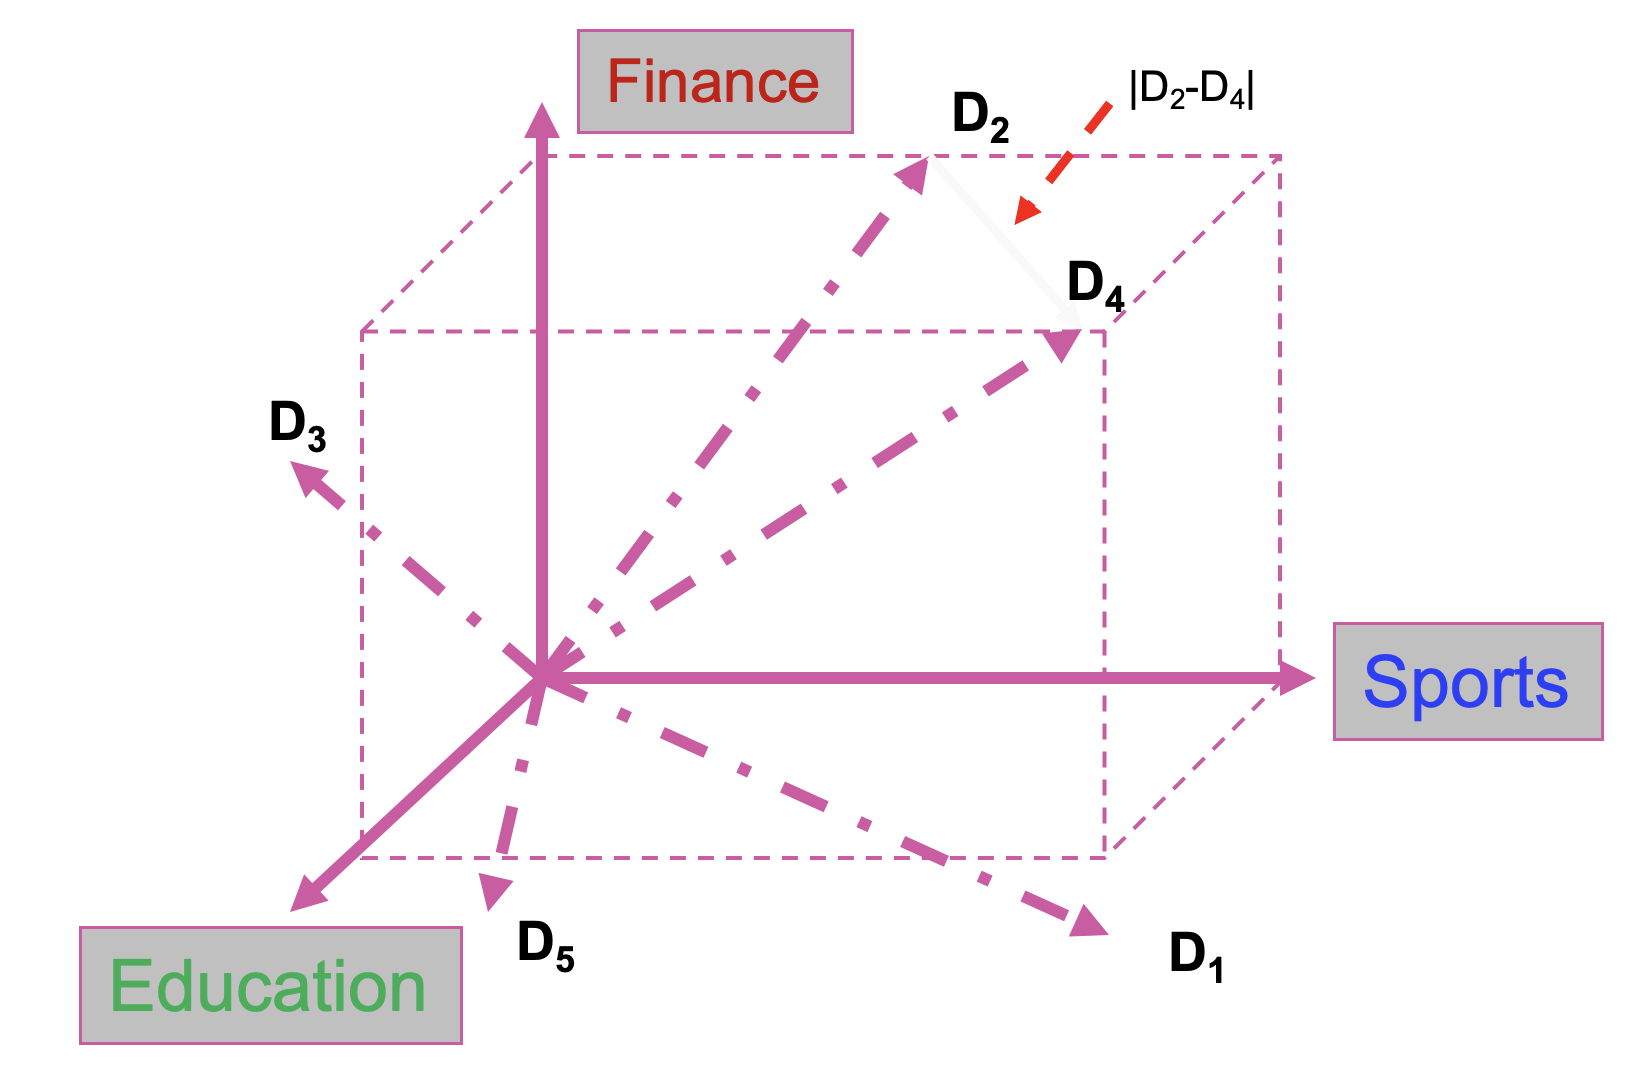 Finance
|D₂-D₄|
D₂
D₄
D₃
Sports
D₅
D₁
Education